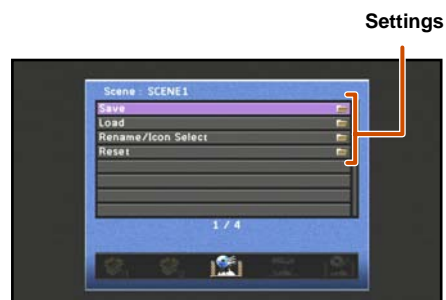 Settings
Scene : SCENE1
Save
Load
Rename/Icon Select
Reset
1 / 4